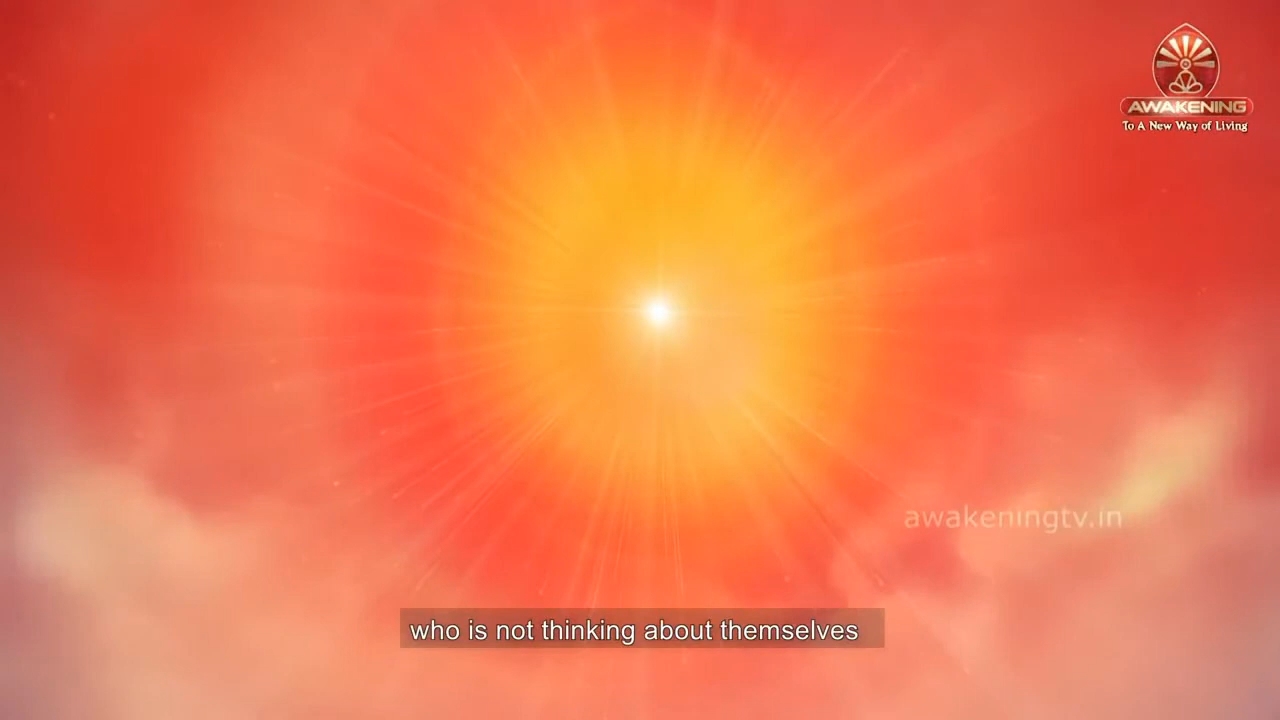 AWAKENING
To A New Way of Living
awakeningtv.in
who is not thinking about themselves